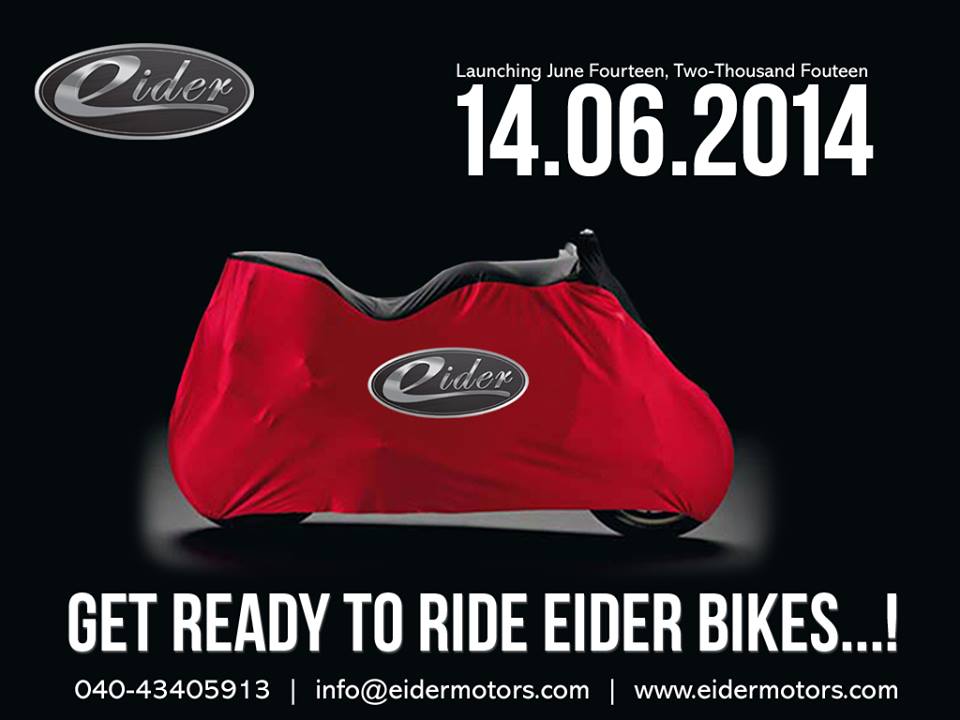 eider
Launching June Fourteen, Two-Thousand Fouteen
14.06.2014
eider
GET READY TO RIDE EIDER BIKES...!
040-43405913 | info@eidermotors.com | www.eidermotors.com